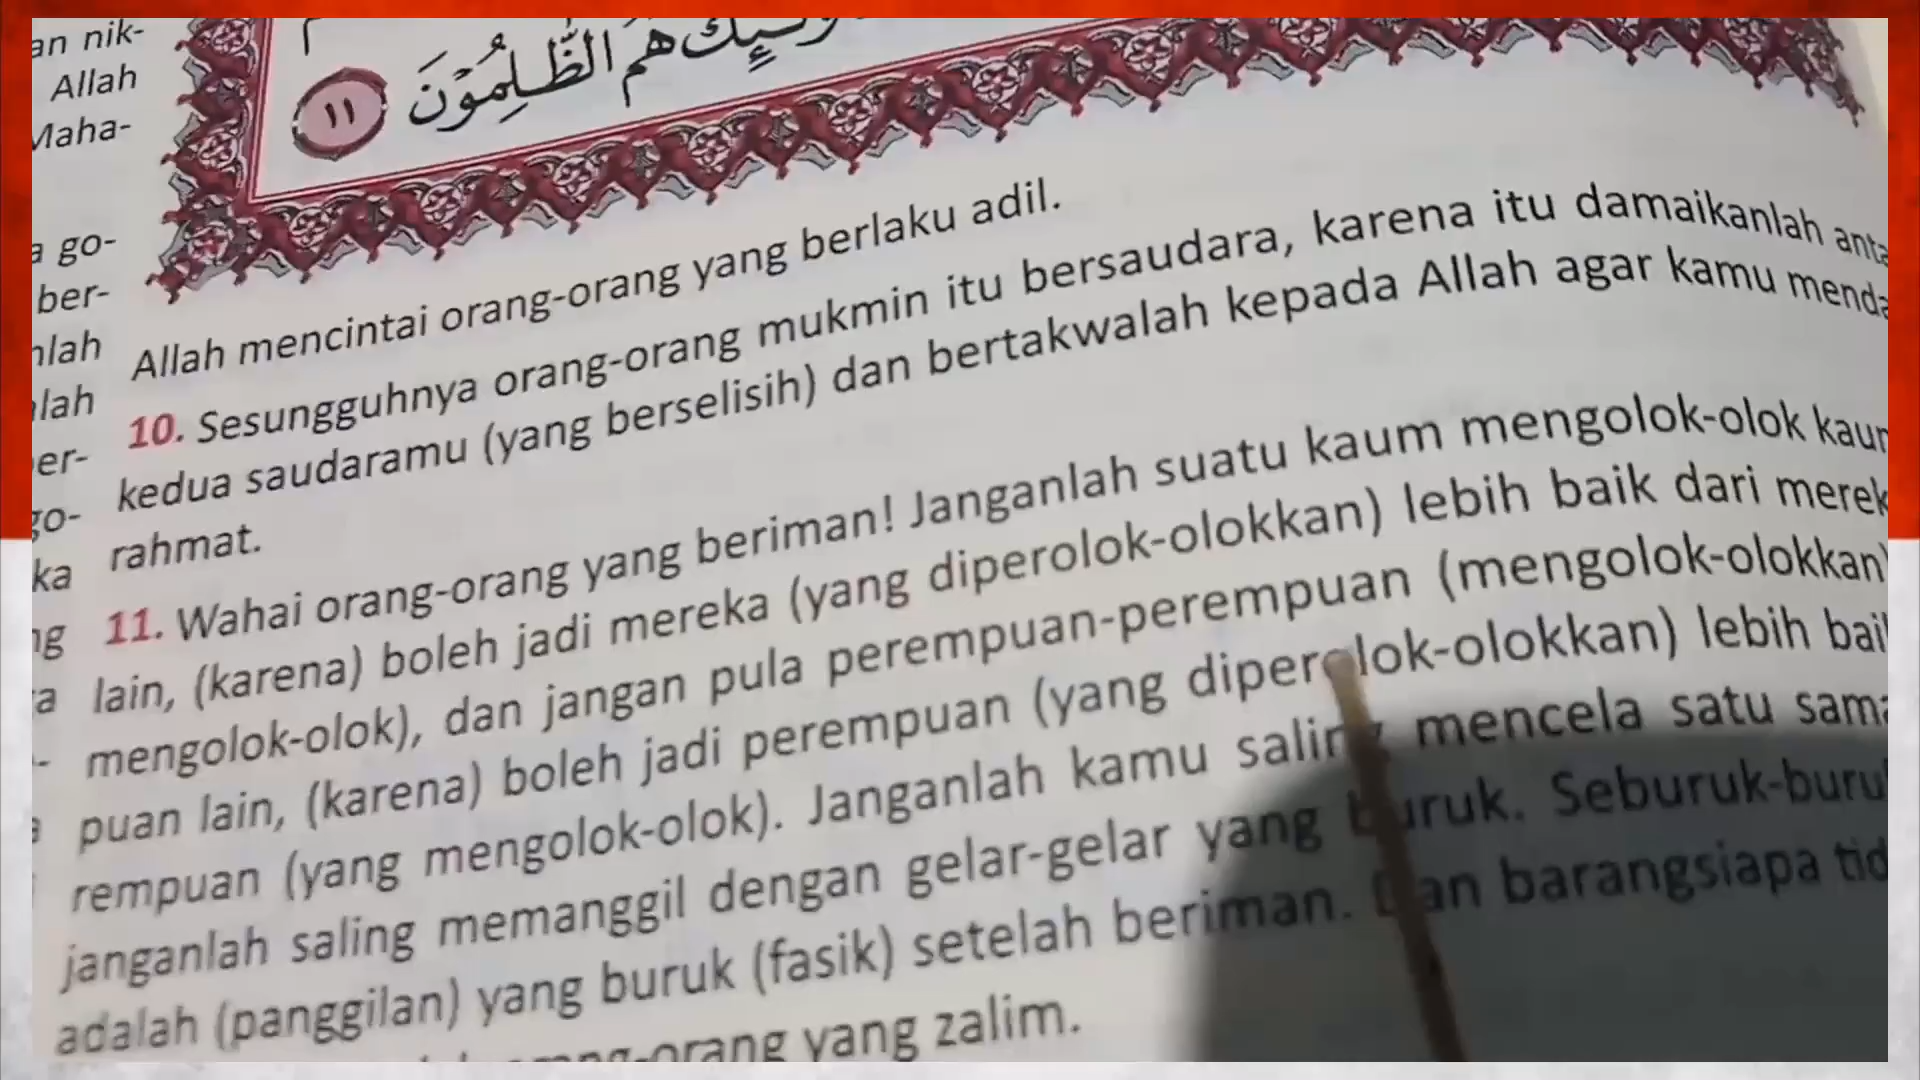 an nik-
Allah
Maha-
go-
ber-
ka
هُمُ الظّٰلِمُوْنَ ١١
Allah mencintai orang-orang yang berlaku adil.
10. Sesungguhnya orang-orang mukmin itu bersaudara, karena itu damaikanlah anta
kedua saudaramu (yang berselisih) dan bertakwalah kepada Allah agar kamu menda
rahmat.
11. Wahai orang-orang yang beriman! Janganlah suatu kaum mengolok-olok kaum
lain, (karena) boleh jadi mereka (yang diperolok-olokkan) lebih baik dari merek
mengolok-olok), dan jangan pula perempuan-perempuan (mengolok-olokkan)
puan lain, (karena) boleh jadi perempuan (yang diperolok-olokkan) lebih bai
rempuan (yang mengolok-olok). Janganlah kamu saling mencela satu sama
janganlah saling memanggil dengan gelar-gelar yang buruk. Seburuk-buru
adalah (panggilan) yang buruk (fasik) setelah beriman. Dan barangsiapa tid
orang-orang yang zalim.